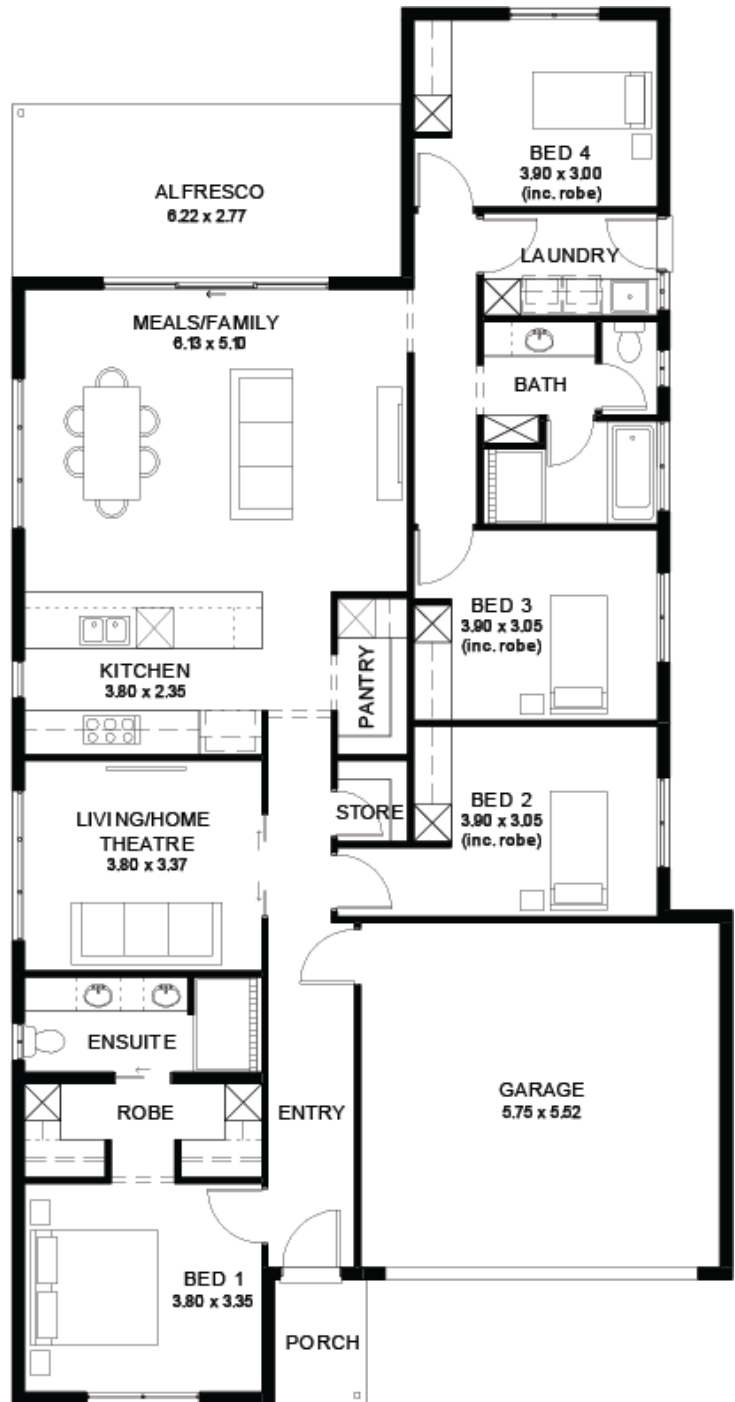 BED 4
3.90 x 3.00
(inc. robe)
ALFRESCO
6.22 x 2.77
LAUNDRY
MEALS/FAMILY
6.13 x 5.10
BATH
BED 3
3.90 x 3.05
(inc. robe)
KITCHEN
3.80 x 2.35
PANTRY
LIVING/HOME
THEATRE
3.80 x 3.37
STORE
BED 2
3.90 x 3.05
(inc. robe)
ENSUITE
ROBE
ENTRY
GARAGE
5.75 x 5.52
BED 1
3.80 x 3.35
PORCH